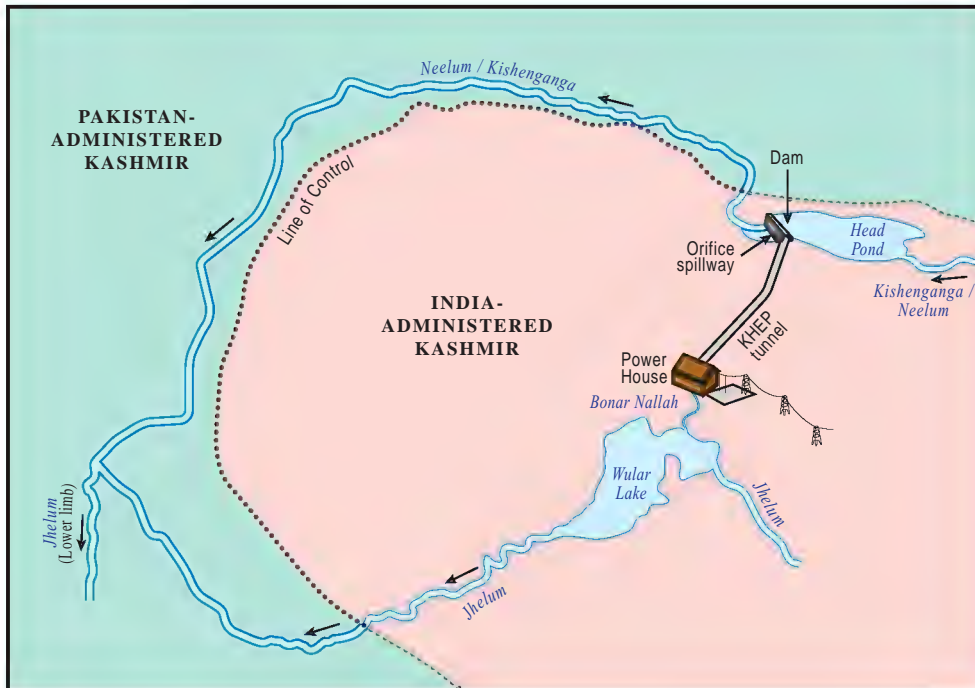 Neelum / Kishenganga
PAKISTAN-
ADMINISTERED
KASHMIR
Line of Control
Dam
Head
Pond
Orifice
spillway
Kishenganga /
Neelum
INDIA-
ADMINISTERED
KASHMIR
KHEP
tunnel
Power
House
Bonar Nallah
Wular
Lake
Jhelum
Jhelum
(Lower limb)
Jhelum